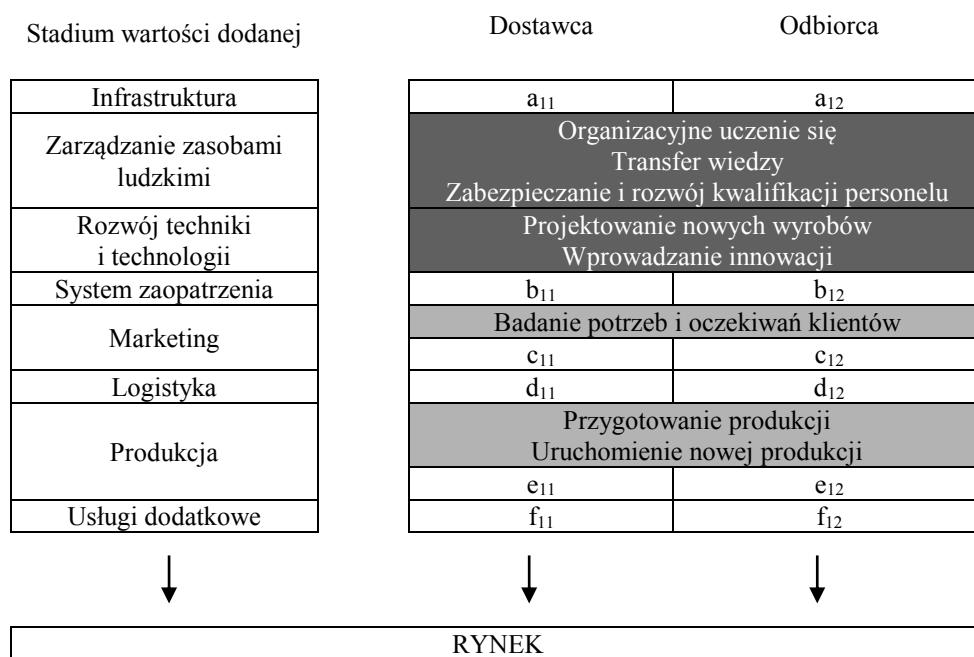 Stadium wartości dodanej
Dostawca
Odbiorca
Infrastruktura
a₁₁
a₁₂
Zarządzanie zasobami
ludzkimi
Organizacyjne uczenie się
Transfer wiedzy
Zabezpieczanie i rozwój kwalifikacji personelu
Rozwój techniki
i technologii
Projektowanie nowych wyrobów
Wprowadzanie innowacji
System zaopatrzenia
b₁₁
b₁₂
Marketing
Badanie potrzeb i oczekiwań klientów
c₁₁
c₁₂
Logistyka
d₁₁
d₁₂
Produkcja
Przygotowanie produkcji
Uruchomienie nowej produkcji
e₁₁
e₁₂
Usługi dodatkowe
f₁₁
f₁₂
RYNEK